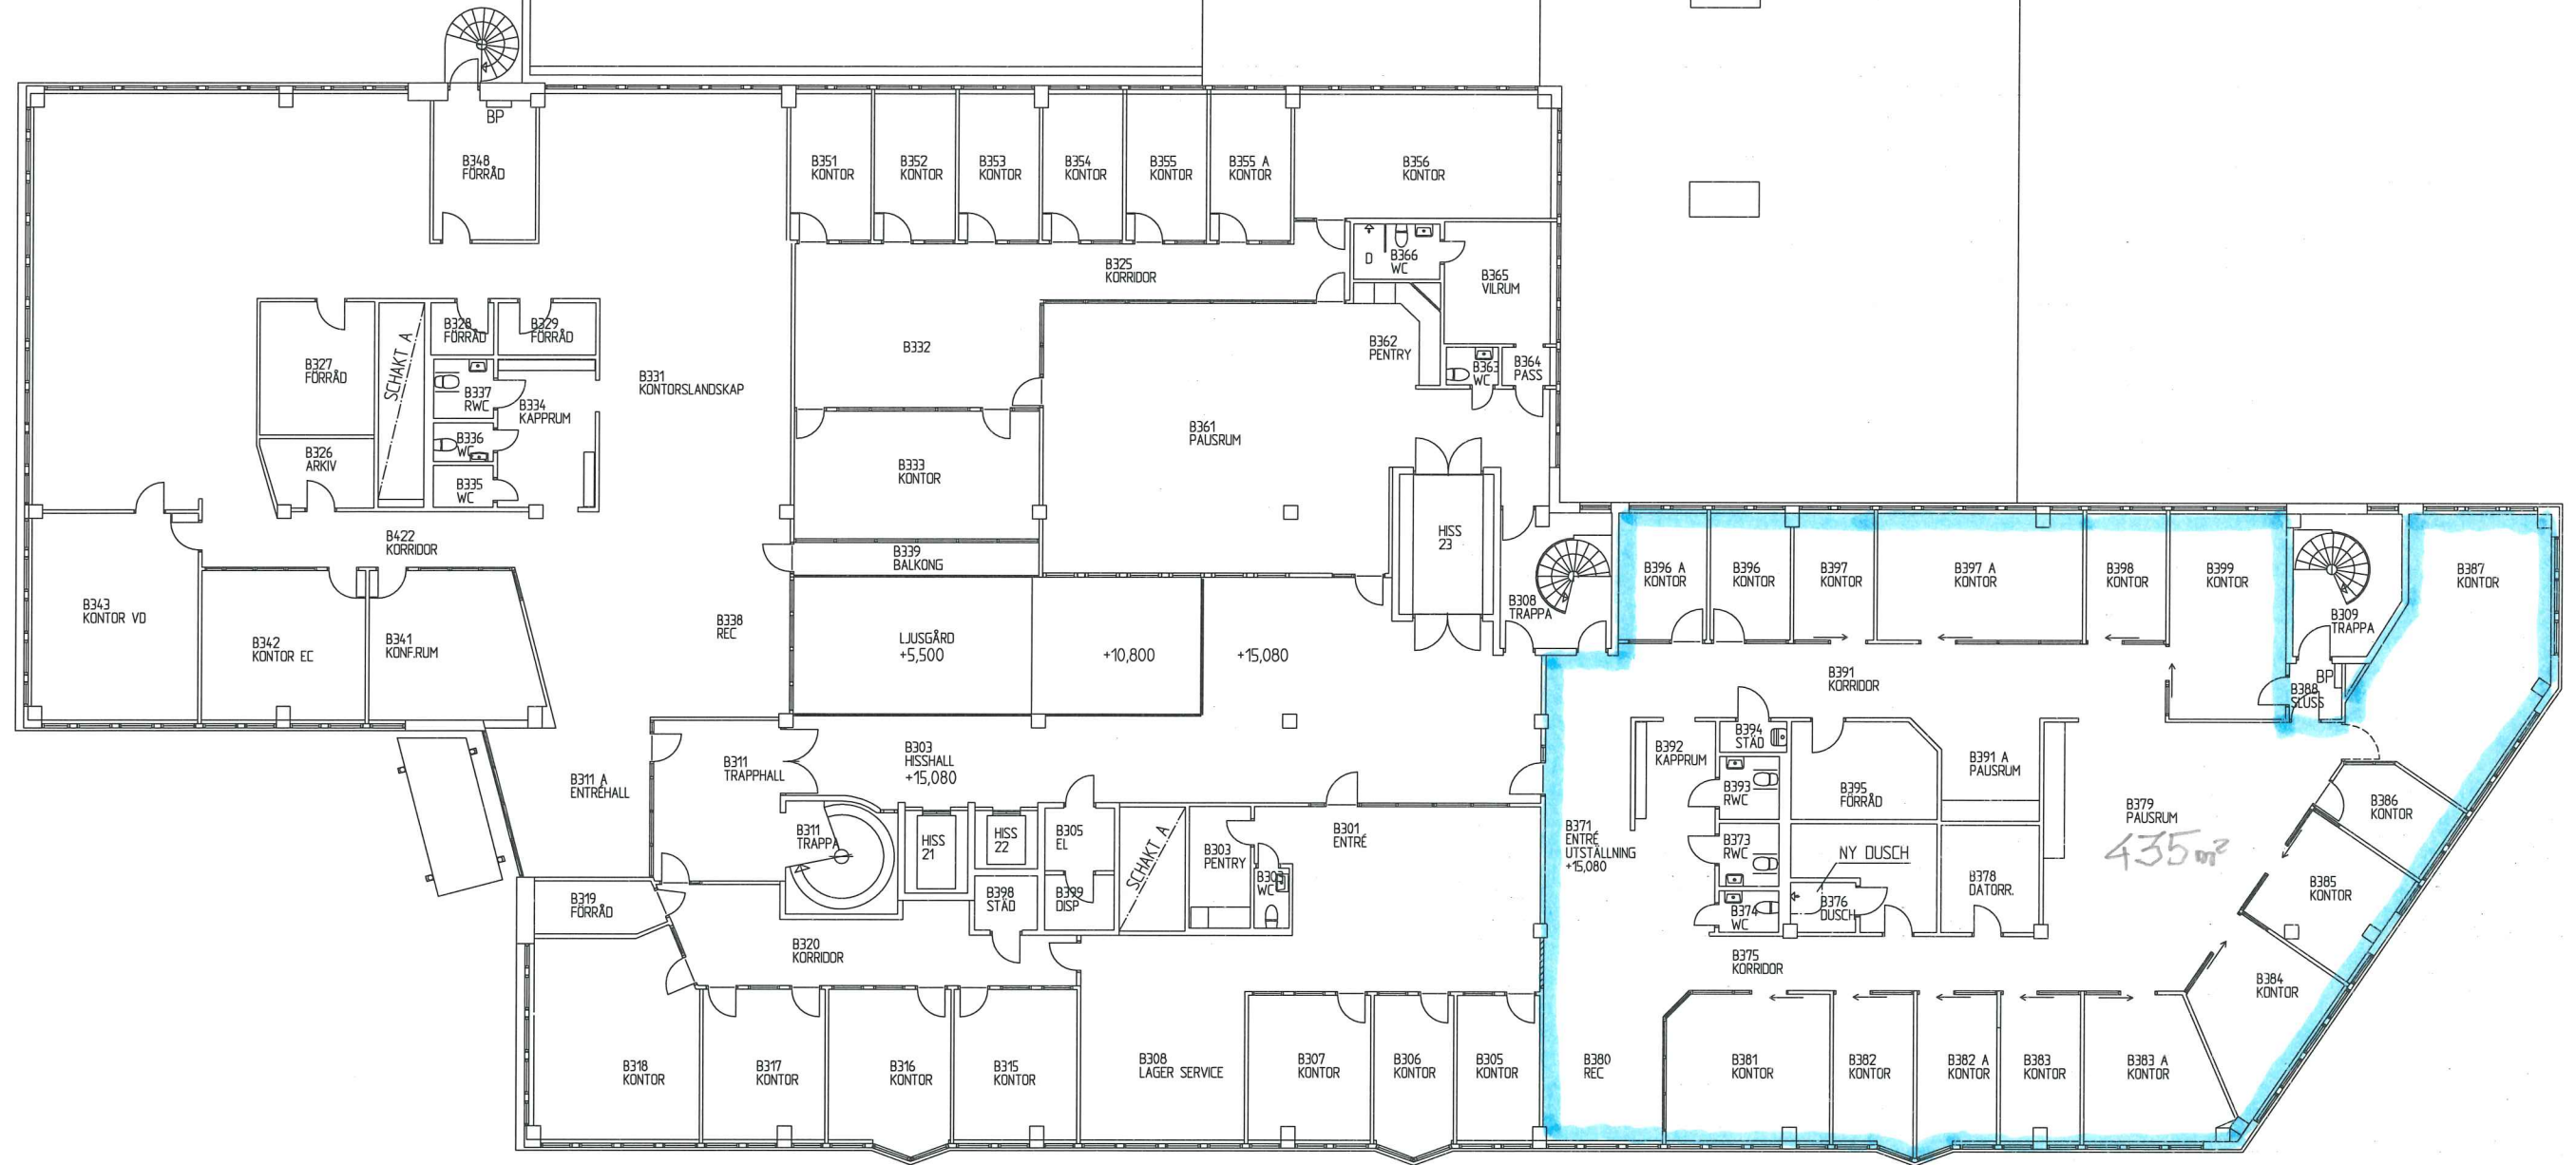 BP
B348
FÖRRÅD
B351
KONTOR
B352
KONTOR
B353
KONTOR
B354
KONTOR
B355
KONTOR
B355 A
KONTOR
B356
KONTOR
D
B366
WC
B365
VILRUM
B325
KORRIDOR
B328
FÖRRÅD
B329
FÖRRÅD
SCHAKT A
B327
FÖRRÅD
B332
B362
PENTRY
B363
WC
B364
PASS
B337
RWC
B334
KAPPRUM
B331
KONTORSLANDSKAP
B336
WC
B361
PAUSRUM
B326
ARKIV
B333
KONTOR
B335
WC
HISS
23
B422
KORRIDOR
B339
BALKONG
B396 A
KONTOR
B396
KONTOR
B397
KONTOR
B397 A
KONTOR
B398
KONTOR
B399
KONTOR
B387
KONTOR
B343
KONTOR VD
B342
KONTOR EC
B341
KONF.RUM
B338
REC
LJUSGÅRD
+5,500
+10,800
+15,080
B308
TRAPPA
B309
TRAPPA
B391
KORRIDOR
BP
B388
SLUSS
B311 A
ENTRÉHALL
B311
TRAPPHALL
B303
HISSHALL
+15,080
B392
KAPPRUM
B394
STÄD
B391 A
PAUSRUM
B393
RWC
B395
FÖRRÅD
B379
PAUSRUM
B386
KONTOR
B311
TRAPPA
HISS
21
HISS
22
B305
EL
SCHAKT A
B303
PENTRY
B301
ENTRÉ
B371
ENTRÉ
UTSTÄLLNING
+15,080
B373
RWC
NY DUSCH
435 m²
B303
WC
B319
FÖRRÅD
B398
STÄD
B399
DISP
B374
WC
B376
DUSCH
B378
DATORR.
B385
KONTOR
B320
KORRIDOR
B375
KORRIDOR
B384
KONTOR
B318
KONTOR
B317
KONTOR
B316
KONTOR
B315
KONTOR
B308
LAGER SERVICE
B307
KONTOR
B306
KONTOR
B305
KONTOR
B380
REC
B381
KONTOR
B382
KONTOR
B382 A
KONTOR
B383
KONTOR
B383 A
KONTOR